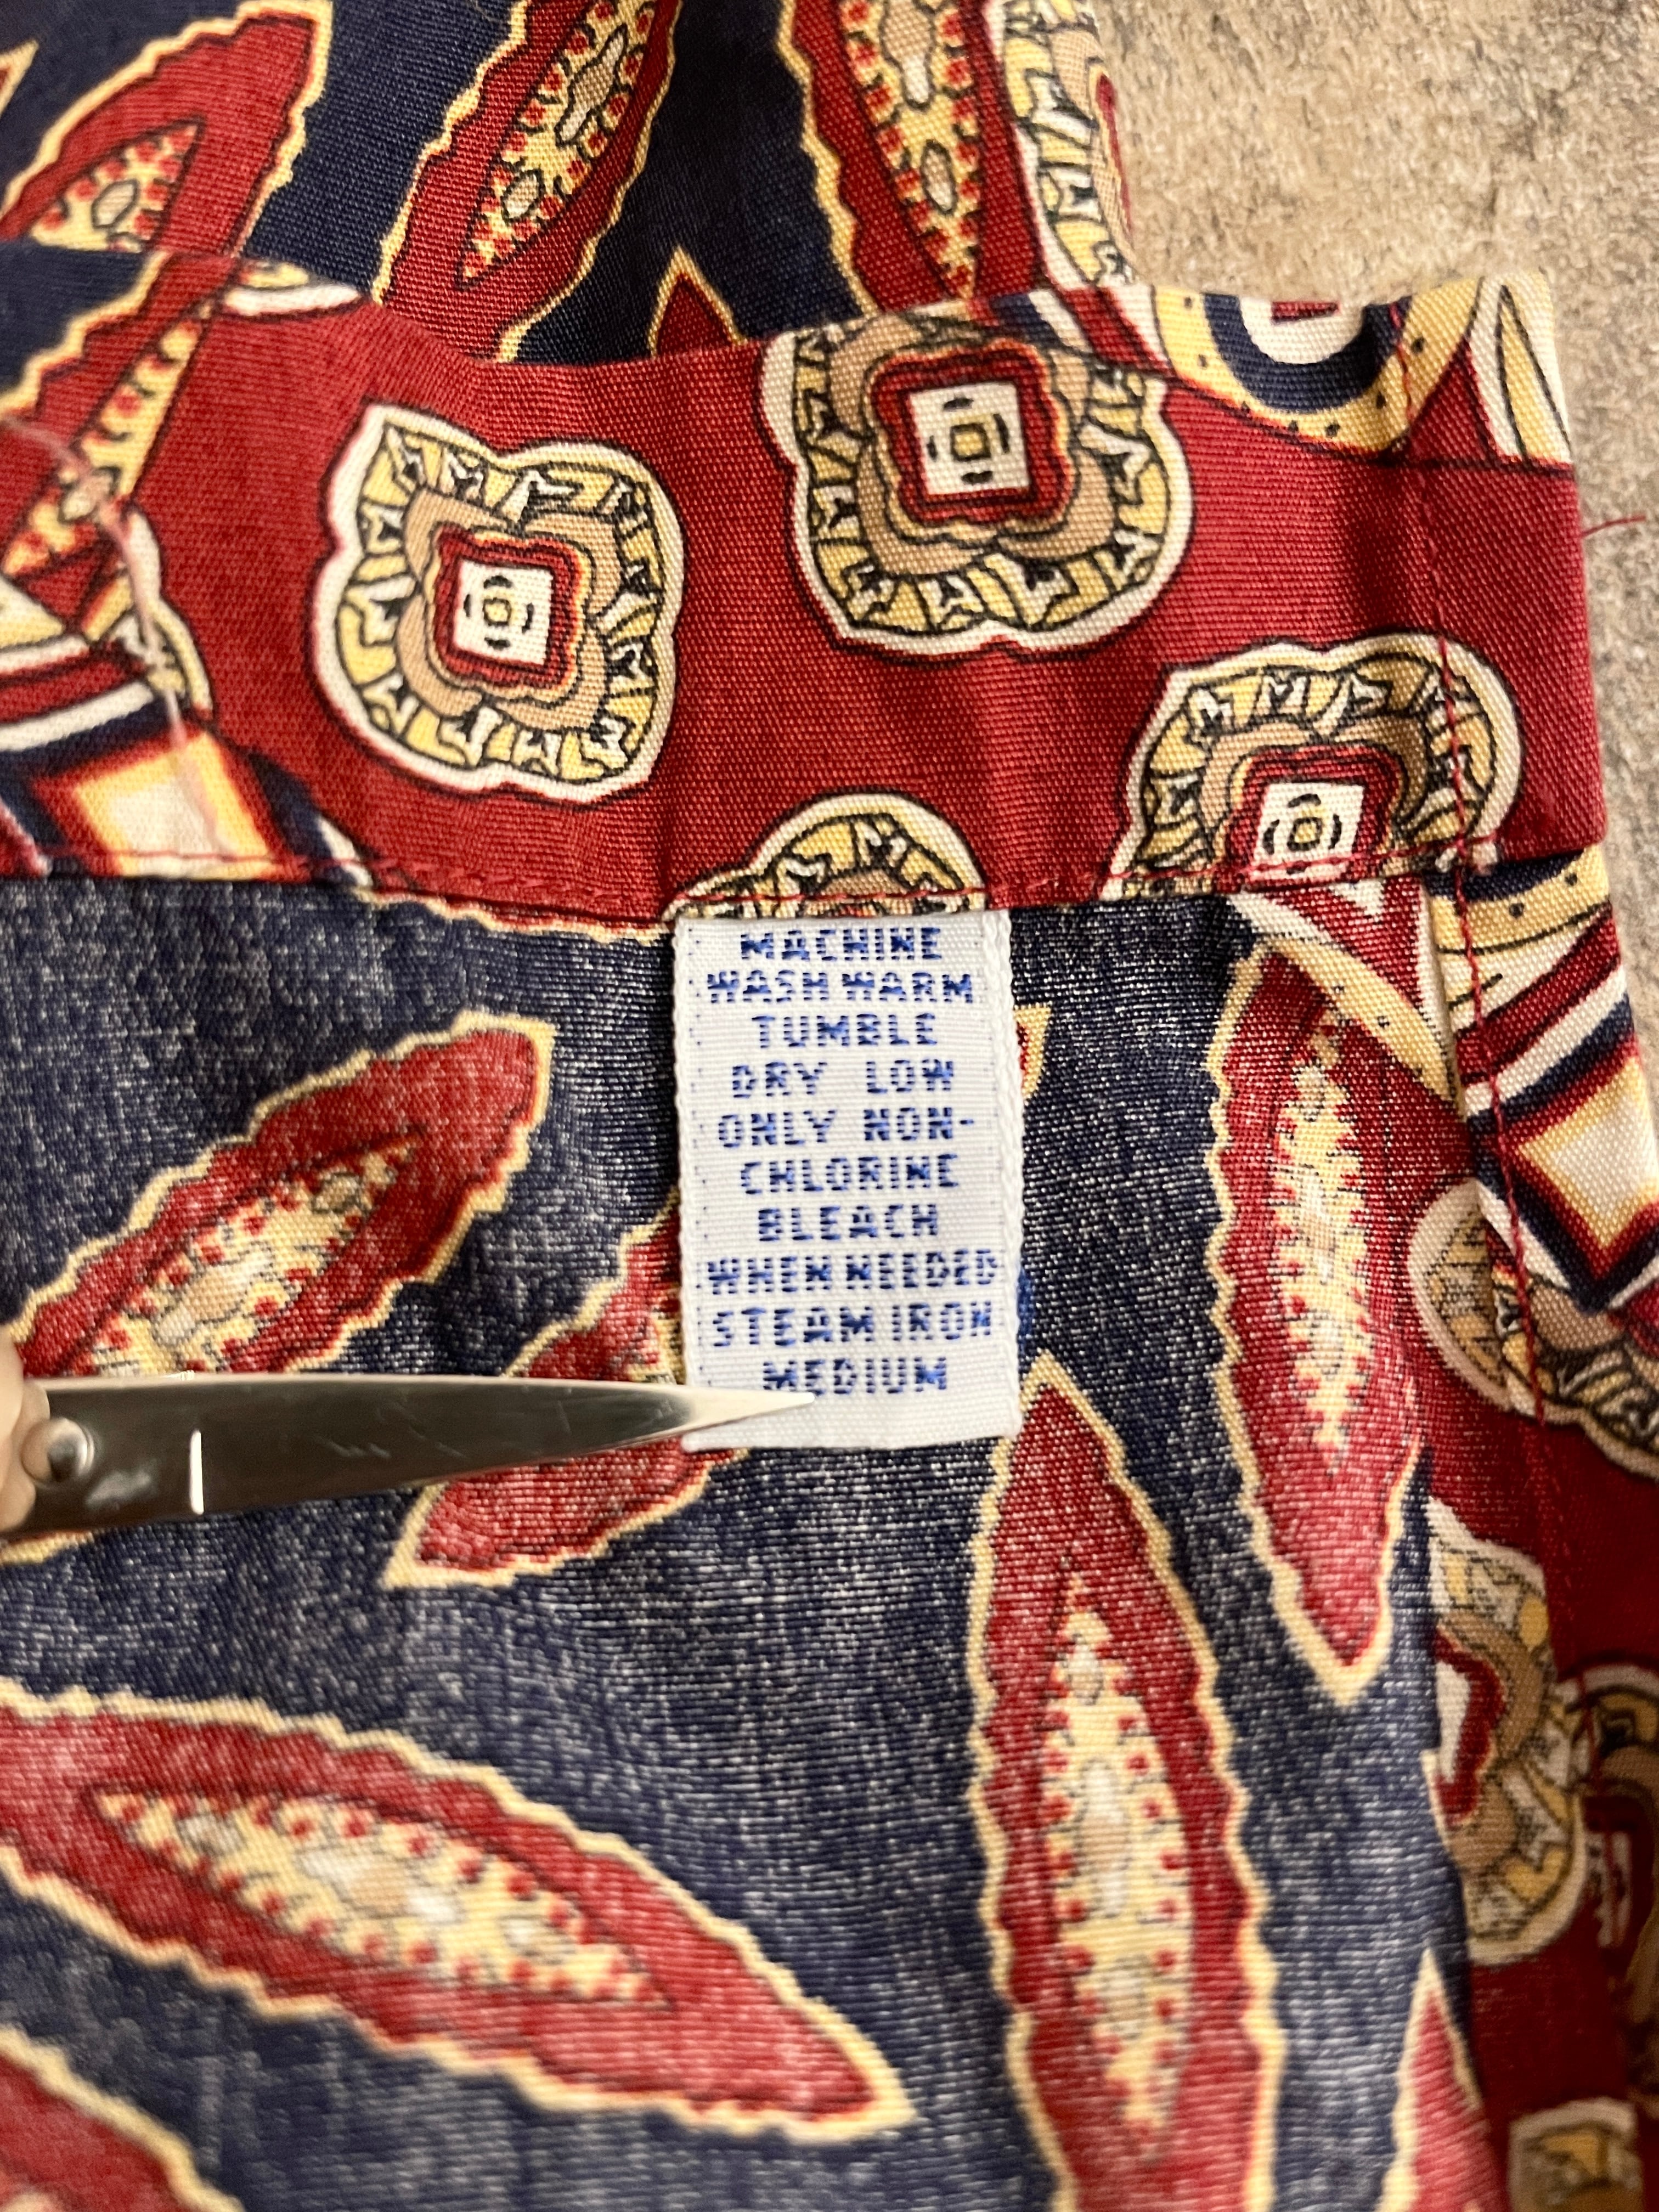 MACHINE
WASH WARM
TUMBLE
DRY LOW
ONLY NON-
CHLORINE
BLEACH
WHEN NEEDED
STEAM IRON
MEDIUM